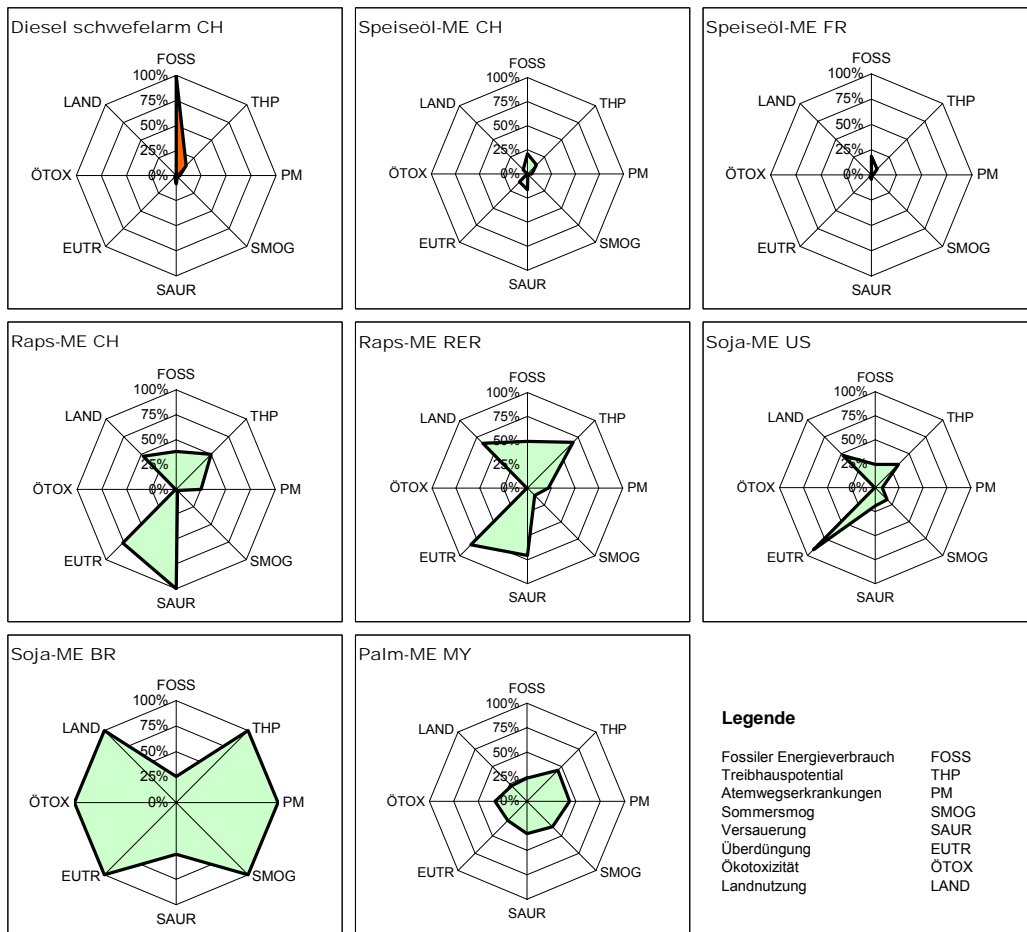 Diesel schwefelarm CH
FOSS
100%
75%
50%
25%
0%
THP
PM
SMOG
SAUR
EUTR
ÖTOX
LAND
Speiseöl-ME CH
FOSS
100%
75%
50%
25%
0%
THP
PM
SMOG
SAUR
EUTR
ÖTOX
LAND
Speiseöl-ME FR
FOSS
100%
75%
50%
25%
0%
THP
PM
SMOG
SAUR
EUTR
ÖTOX
LAND
Raps-ME CH
FOSS
100%
75%
50%
25%
0%
THP
PM
SMOG
SAUR
EUTR
ÖTOX
LAND
Raps-ME RER
FOSS
100%
75%
50%
25%
0%
THP
PM
SMOG
SAUR
EUTR
ÖTOX
LAND
Soja-ME US
FOSS
100%
75%
50%
25%
0%
THP
PM
SMOG
SAUR
EUTR
ÖTOX
LAND
Soja-ME BR
FOSS
100%
75%
50%
25%
0%
THP
PM
SMOG
SAUR
EUTR
ÖTOX
LAND
Palm-ME MY
FOSS
100%
75%
50%
25%
0%
THP
PM
SMOG
SAUR
EUTR
ÖTOX
LAND
Legende
Fossiler Energieverbrauch FOSS
Treibhauspotential THP
Atemwegserkrankungen PM
Sommersmog SMOG
Versauerung SAUR
Überdüngung EUTR
Ökotoxizität ÖTOX
Landnutzung LAND